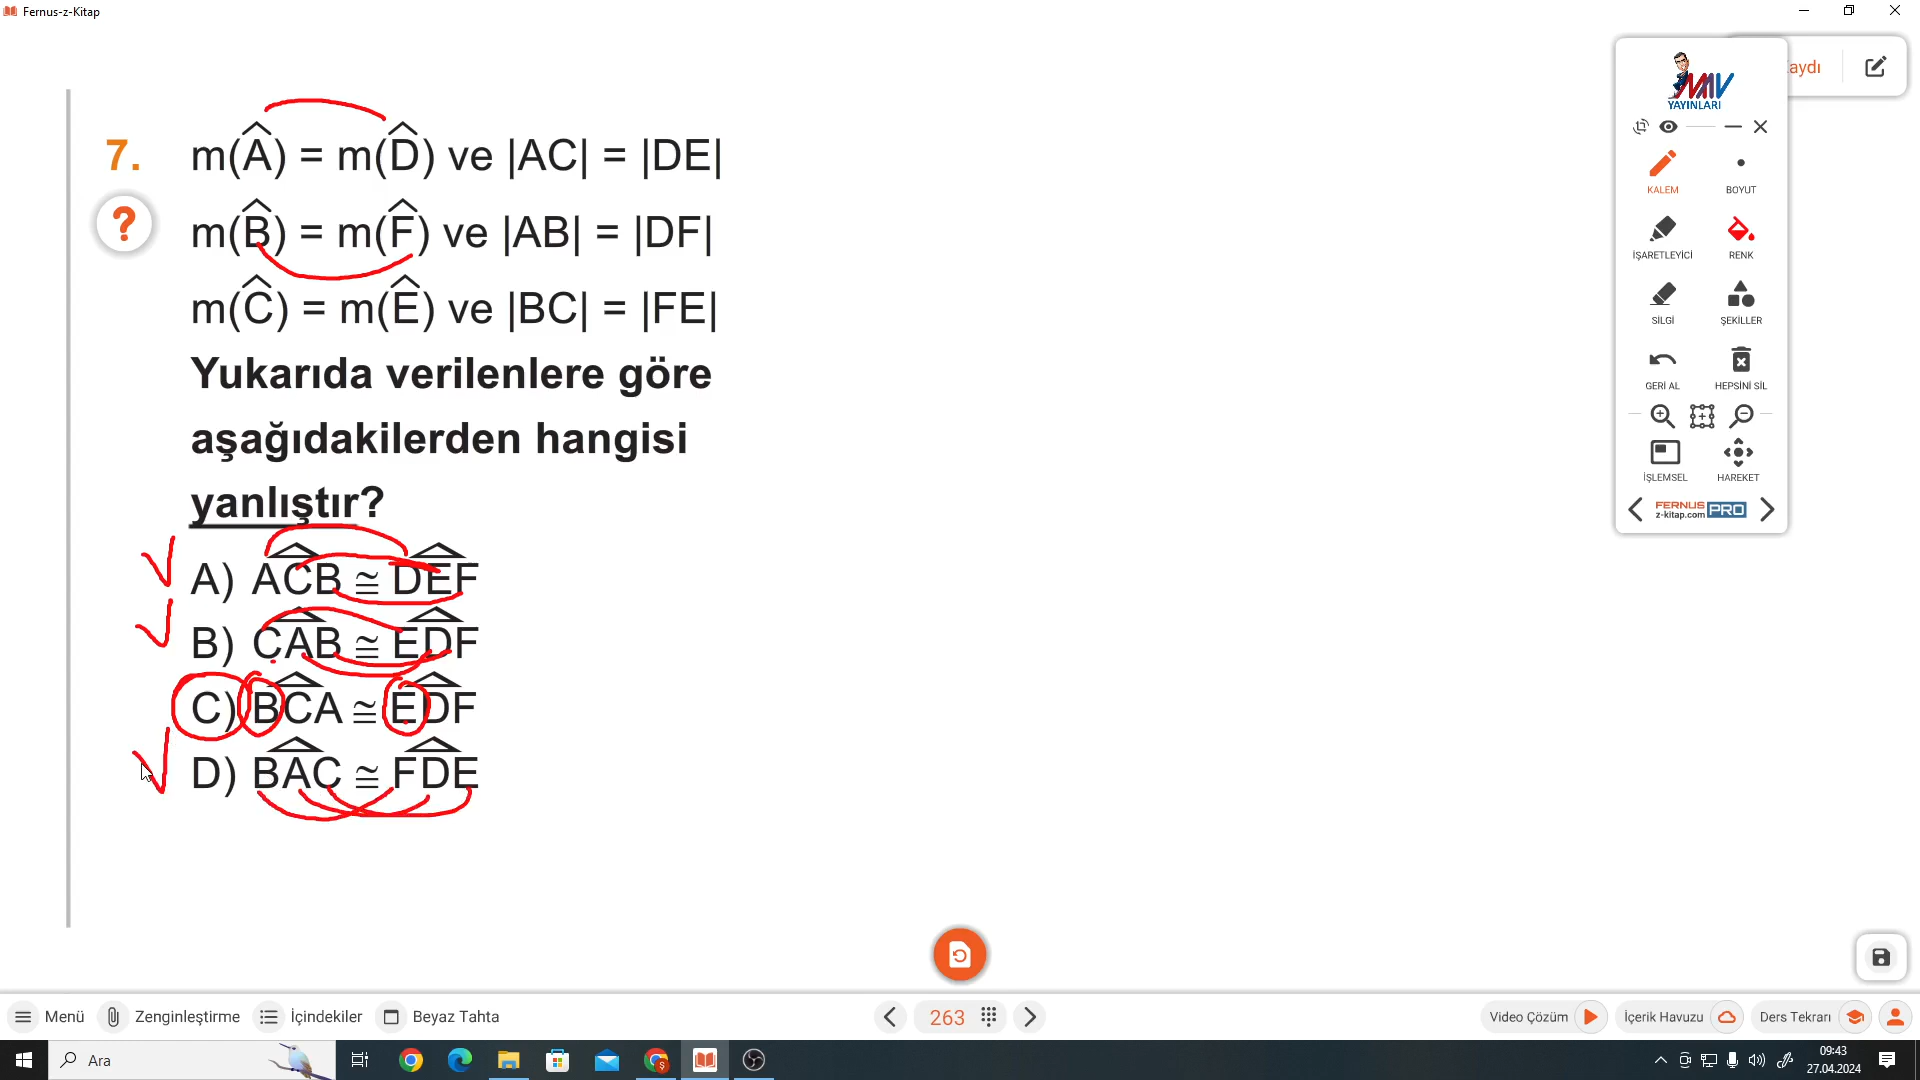 Fernus-z-Kitap
7. m(A) = m(D) ve |AC| = |DE|
m(B) = m(F) ve |AB| = |DF|
m(C) = m(E) ve |BC| = |FE|
Yukarıda verilenlere göre
aşağıdakilerden hangisi
yanlıştır?
A) ACB ≅ DEF
B) CAB ≅ EDF
C) BCA ≅ EDF
D) BAC ≅ FDE
?
aydı
MMV
YAYINLARI
KALEM BOYUT
İŞARETLEYİCİ RENK
SİLGİ ŞEKİLLER
GERİ AL HEPSİNİ SİL
İŞLEMSEL HAREKET
FERNUS PRO
z-kitap.com
Menü Zenginleştirme İçindekiler Beyaz Tahta 263 Video Çözüm İçerik Havuzu Ders Tekrarı
Ara 09:43
27.04.2024